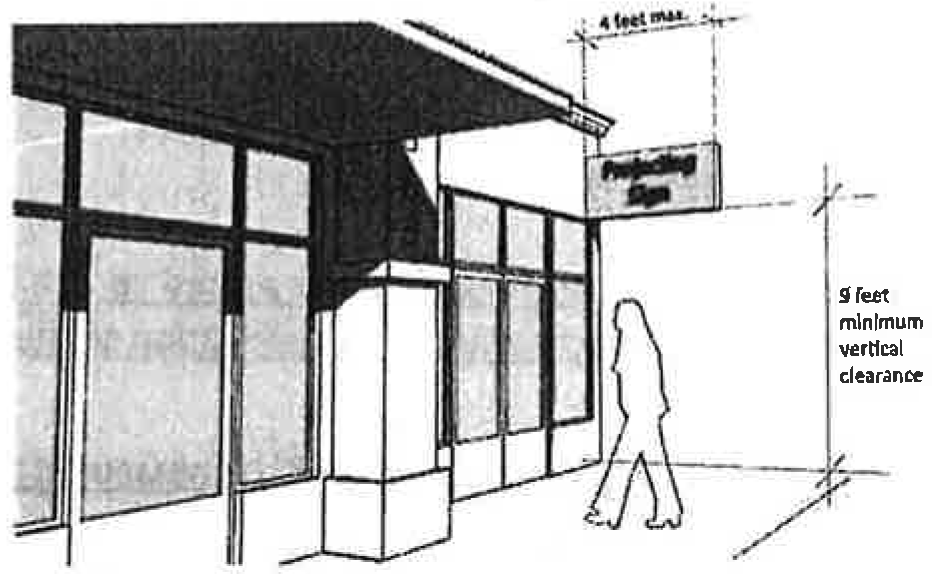 4 feet max.
Projecting
Sign
9 feet
minimum
vertical
clearance